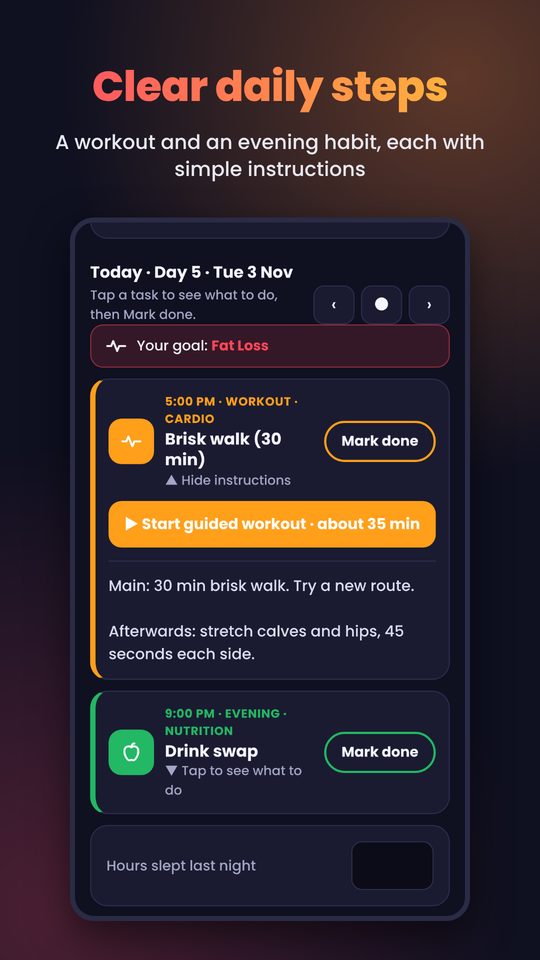 Clear daily steps
A workout and an evening habit, each with
simple instructions
Today · Day 5 · Tue 3 Nov
Tap a task to see what to do,
then Mark done.
‹
›
Your goal: Fat Loss
5:00 PM · WORKOUT ·
CARDIO
Brisk walk (30
min)
▲ Hide instructions
Mark done
▶ Start guided workout · about 35 min
Main: 30 min brisk walk. Try a new route.
Afterwards: stretch calves and hips, 45
seconds each side.
9:00 PM · EVENING ·
NUTRITION
Drink swap
▼ Tap to see what to
do
Mark done
Hours slept last night